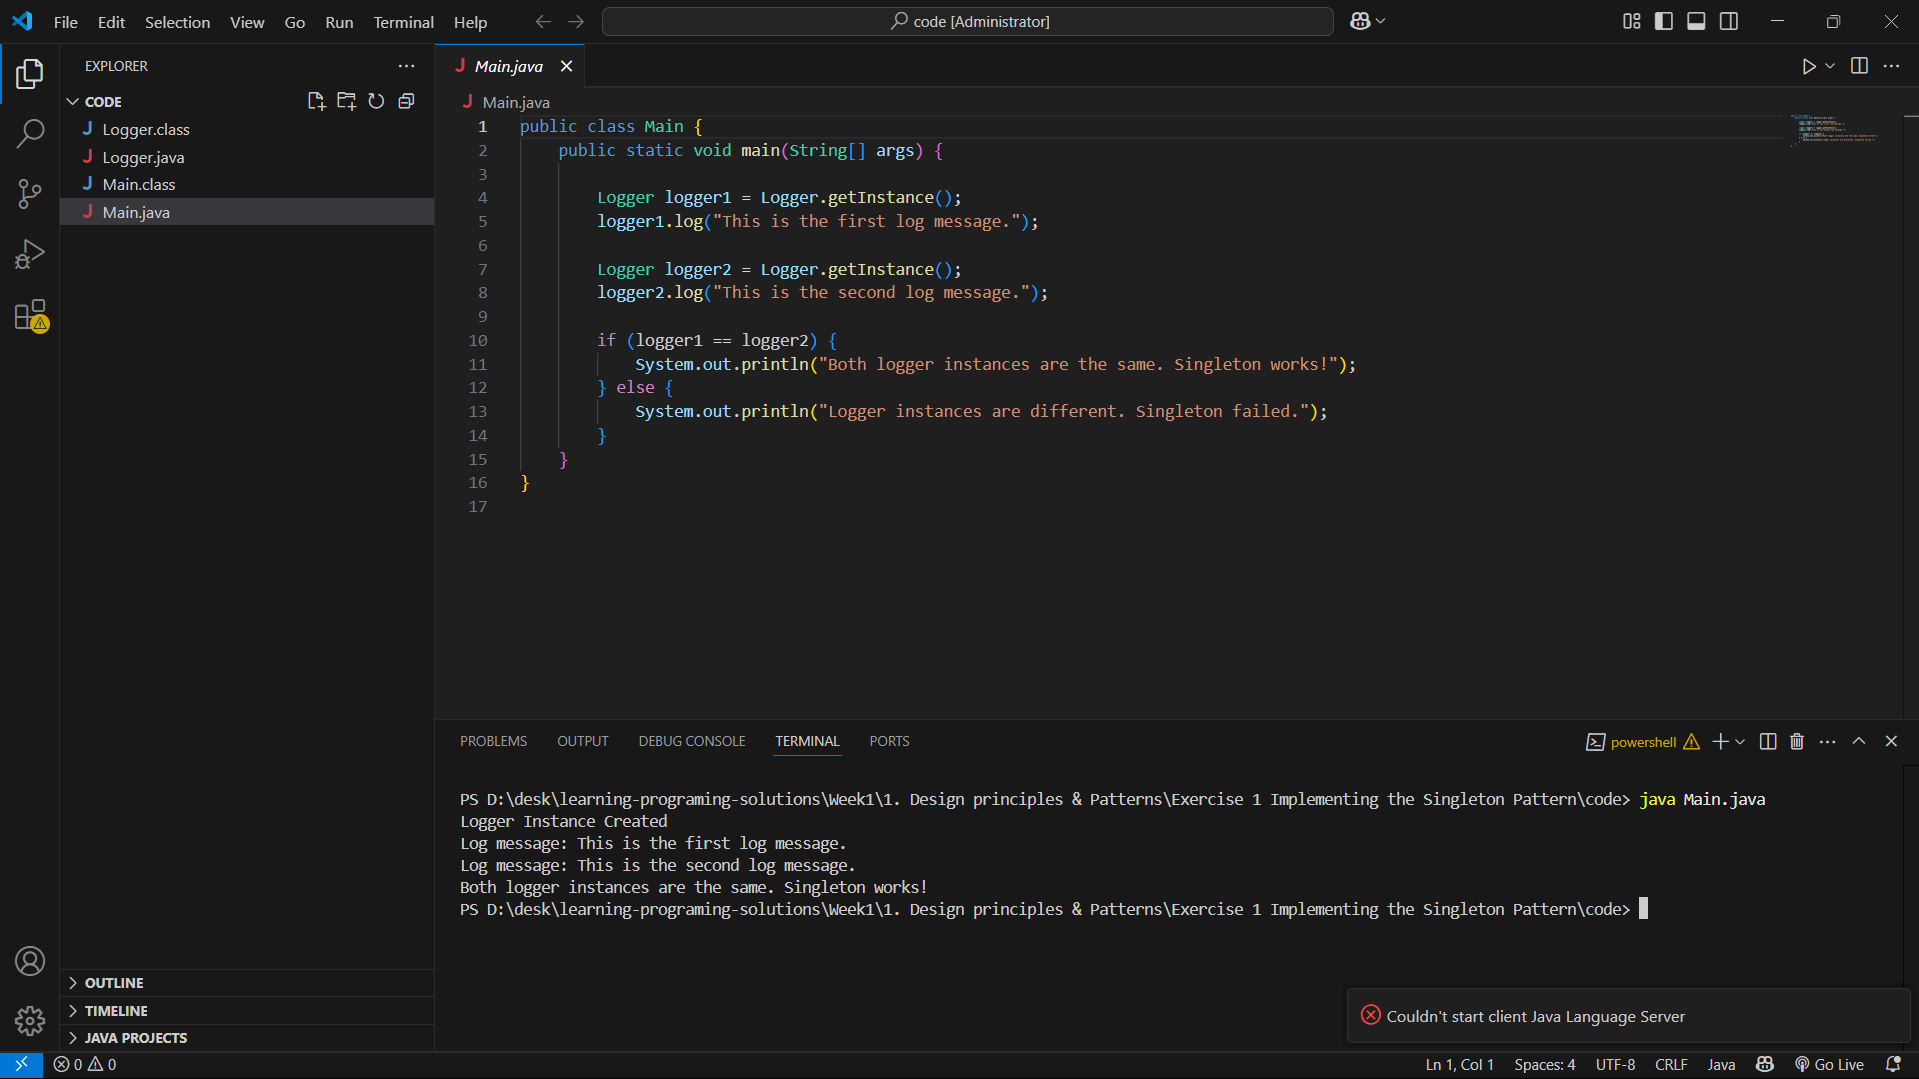 File Edit Selection View Go Run Terminal Help
code [Administrator]
EXPLORER
CODE
Logger.class
Logger.java
Main.class
Main.java
Main.java
Main.java
1 public class Main {
2 public static void main(String[] args) {
3
4 Logger logger1 = Logger.getInstance();
5 logger1.log("This is the first log message.");
6
7 Logger logger2 = Logger.getInstance();
8 logger2.log("This is the second log message.");
9
10 if (logger1 == logger2) {
11 System.out.println("Both logger instances are the same. Singleton works!");
12 } else {
13 System.out.println("Logger instances are different. Singleton failed.");
14 }
15 }
16 }
17
PROBLEMS OUTPUT DEBUG CONSOLE TERMINAL PORTS
powershell
PS D:\desk\learning-programing-solutions\Week1\1. Design principles & Patterns\Exercise 1 Implementing the Singleton Pattern\code> java Main.java
Logger Instance Created
Log message: This is the first log message.
Log message: This is the second log message.
Both logger instances are the same. Singleton works!
PS D:\desk\learning-programing-solutions\Week1\1. Design principles & Patterns\Exercise 1 Implementing the Singleton Pattern\code>
OUTLINE
TIMELINE
JAVA PROJECTS
Couldn't start client Java Language Server
0 0
Ln 1, Col 1 Spaces: 4 UTF-8 CRLF Java Go Live